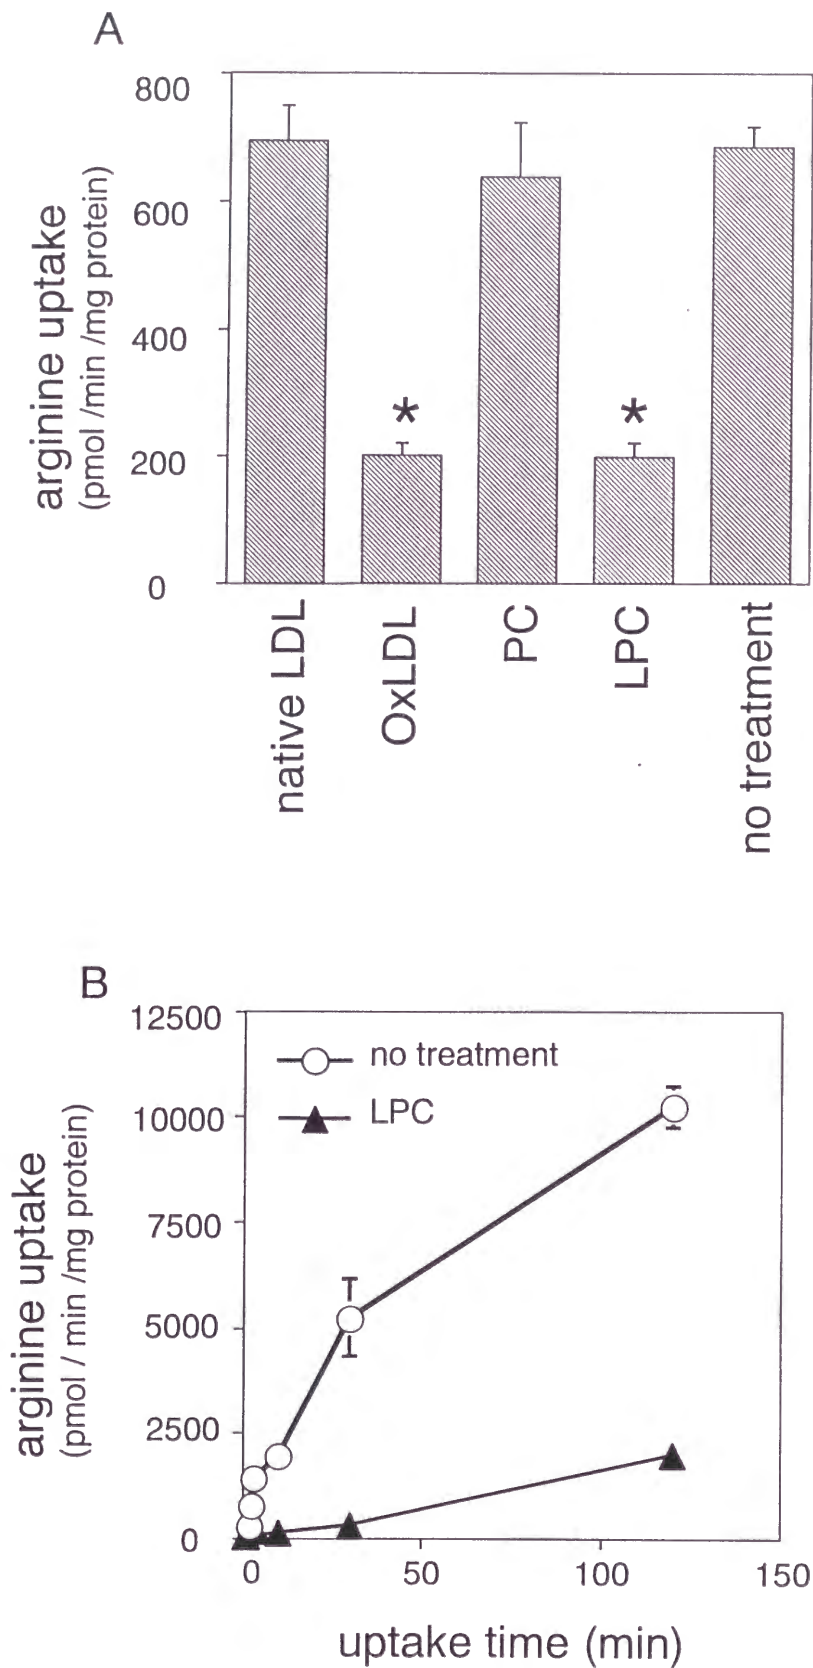 A
800
600
400
200
0
arginine uptake
(pmol /min /mg protein)
*
*
native LDL
OxLDL
PC
LPC
no treatment
B
12500
10000
7500
5000
2500
0
arginine uptake
(pmol / min /mg protein)
no treatment
LPC
0 50 100 150
uptake time (min)